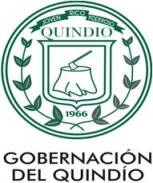 JOVEN RICO PODEROSO
QUINDIO
1966
GOBERNACIÓN
DEL QUINDÍO